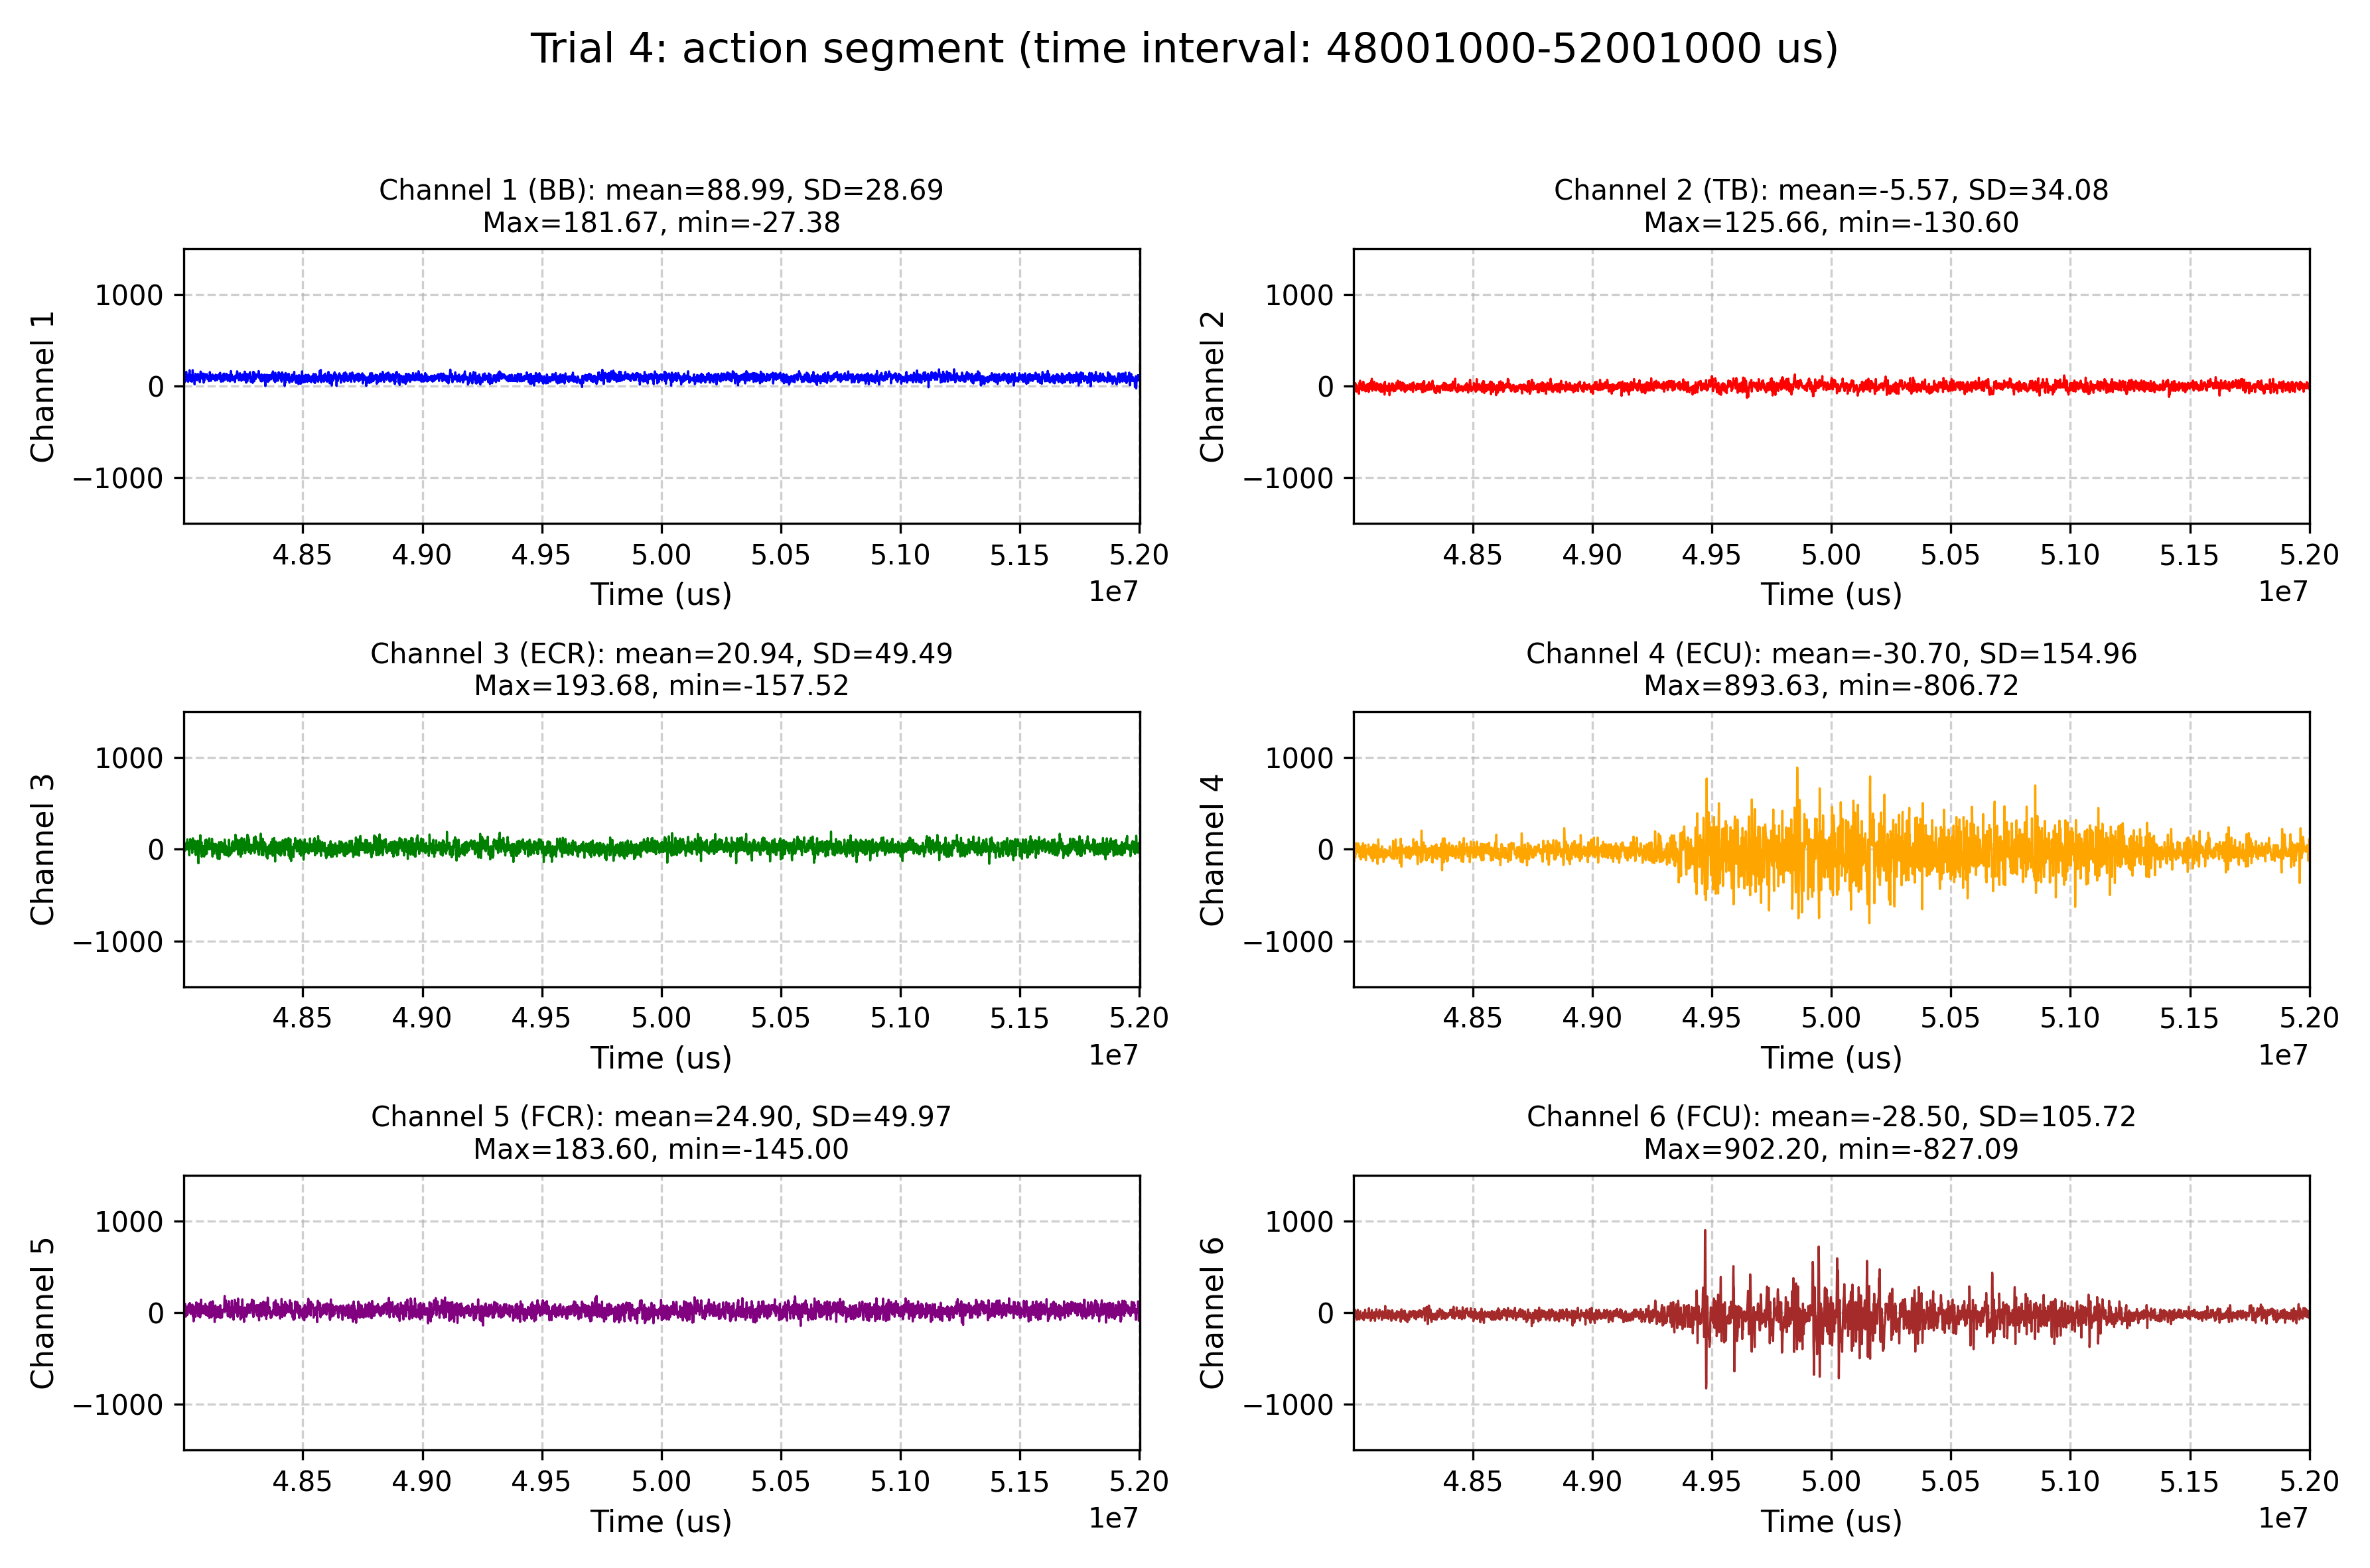 Trial 4: action segment (time interval: 48001000-52001000 us)
Channel 1 (BB): mean=88.99, SD=28.69
Max=181.67, min=-27.38
Channel 1
1000
0
−1000
4.85 4.90 4.95 5.00 5.05 5.10 5.15 5.20
Time (us)
1e7
Channel 2 (TB): mean=-5.57, SD=34.08
Max=125.66, min=-130.60
Channel 2
1000
0
−1000
4.85 4.90 4.95 5.00 5.05 5.10 5.15 5.20
Time (us)
1e7
Channel 3 (ECR): mean=20.94, SD=49.49
Max=193.68, min=-157.52
Channel 3
1000
0
−1000
4.85 4.90 4.95 5.00 5.05 5.10 5.15 5.20
Time (us)
1e7
Channel 4 (ECU): mean=-30.70, SD=154.96
Max=893.63, min=-806.72
Channel 4
1000
0
−1000
4.85 4.90 4.95 5.00 5.05 5.10 5.15 5.20
Time (us)
1e7
Channel 5 (FCR): mean=24.90, SD=49.97
Max=183.60, min=-145.00
Channel 5
1000
0
−1000
4.85 4.90 4.95 5.00 5.05 5.10 5.15 5.20
Time (us)
1e7
Channel 6 (FCU): mean=-28.50, SD=105.72
Max=902.20, min=-827.09
Channel 6
1000
0
−1000
4.85 4.90 4.95 5.00 5.05 5.10 5.15 5.20
Time (us)
1e7